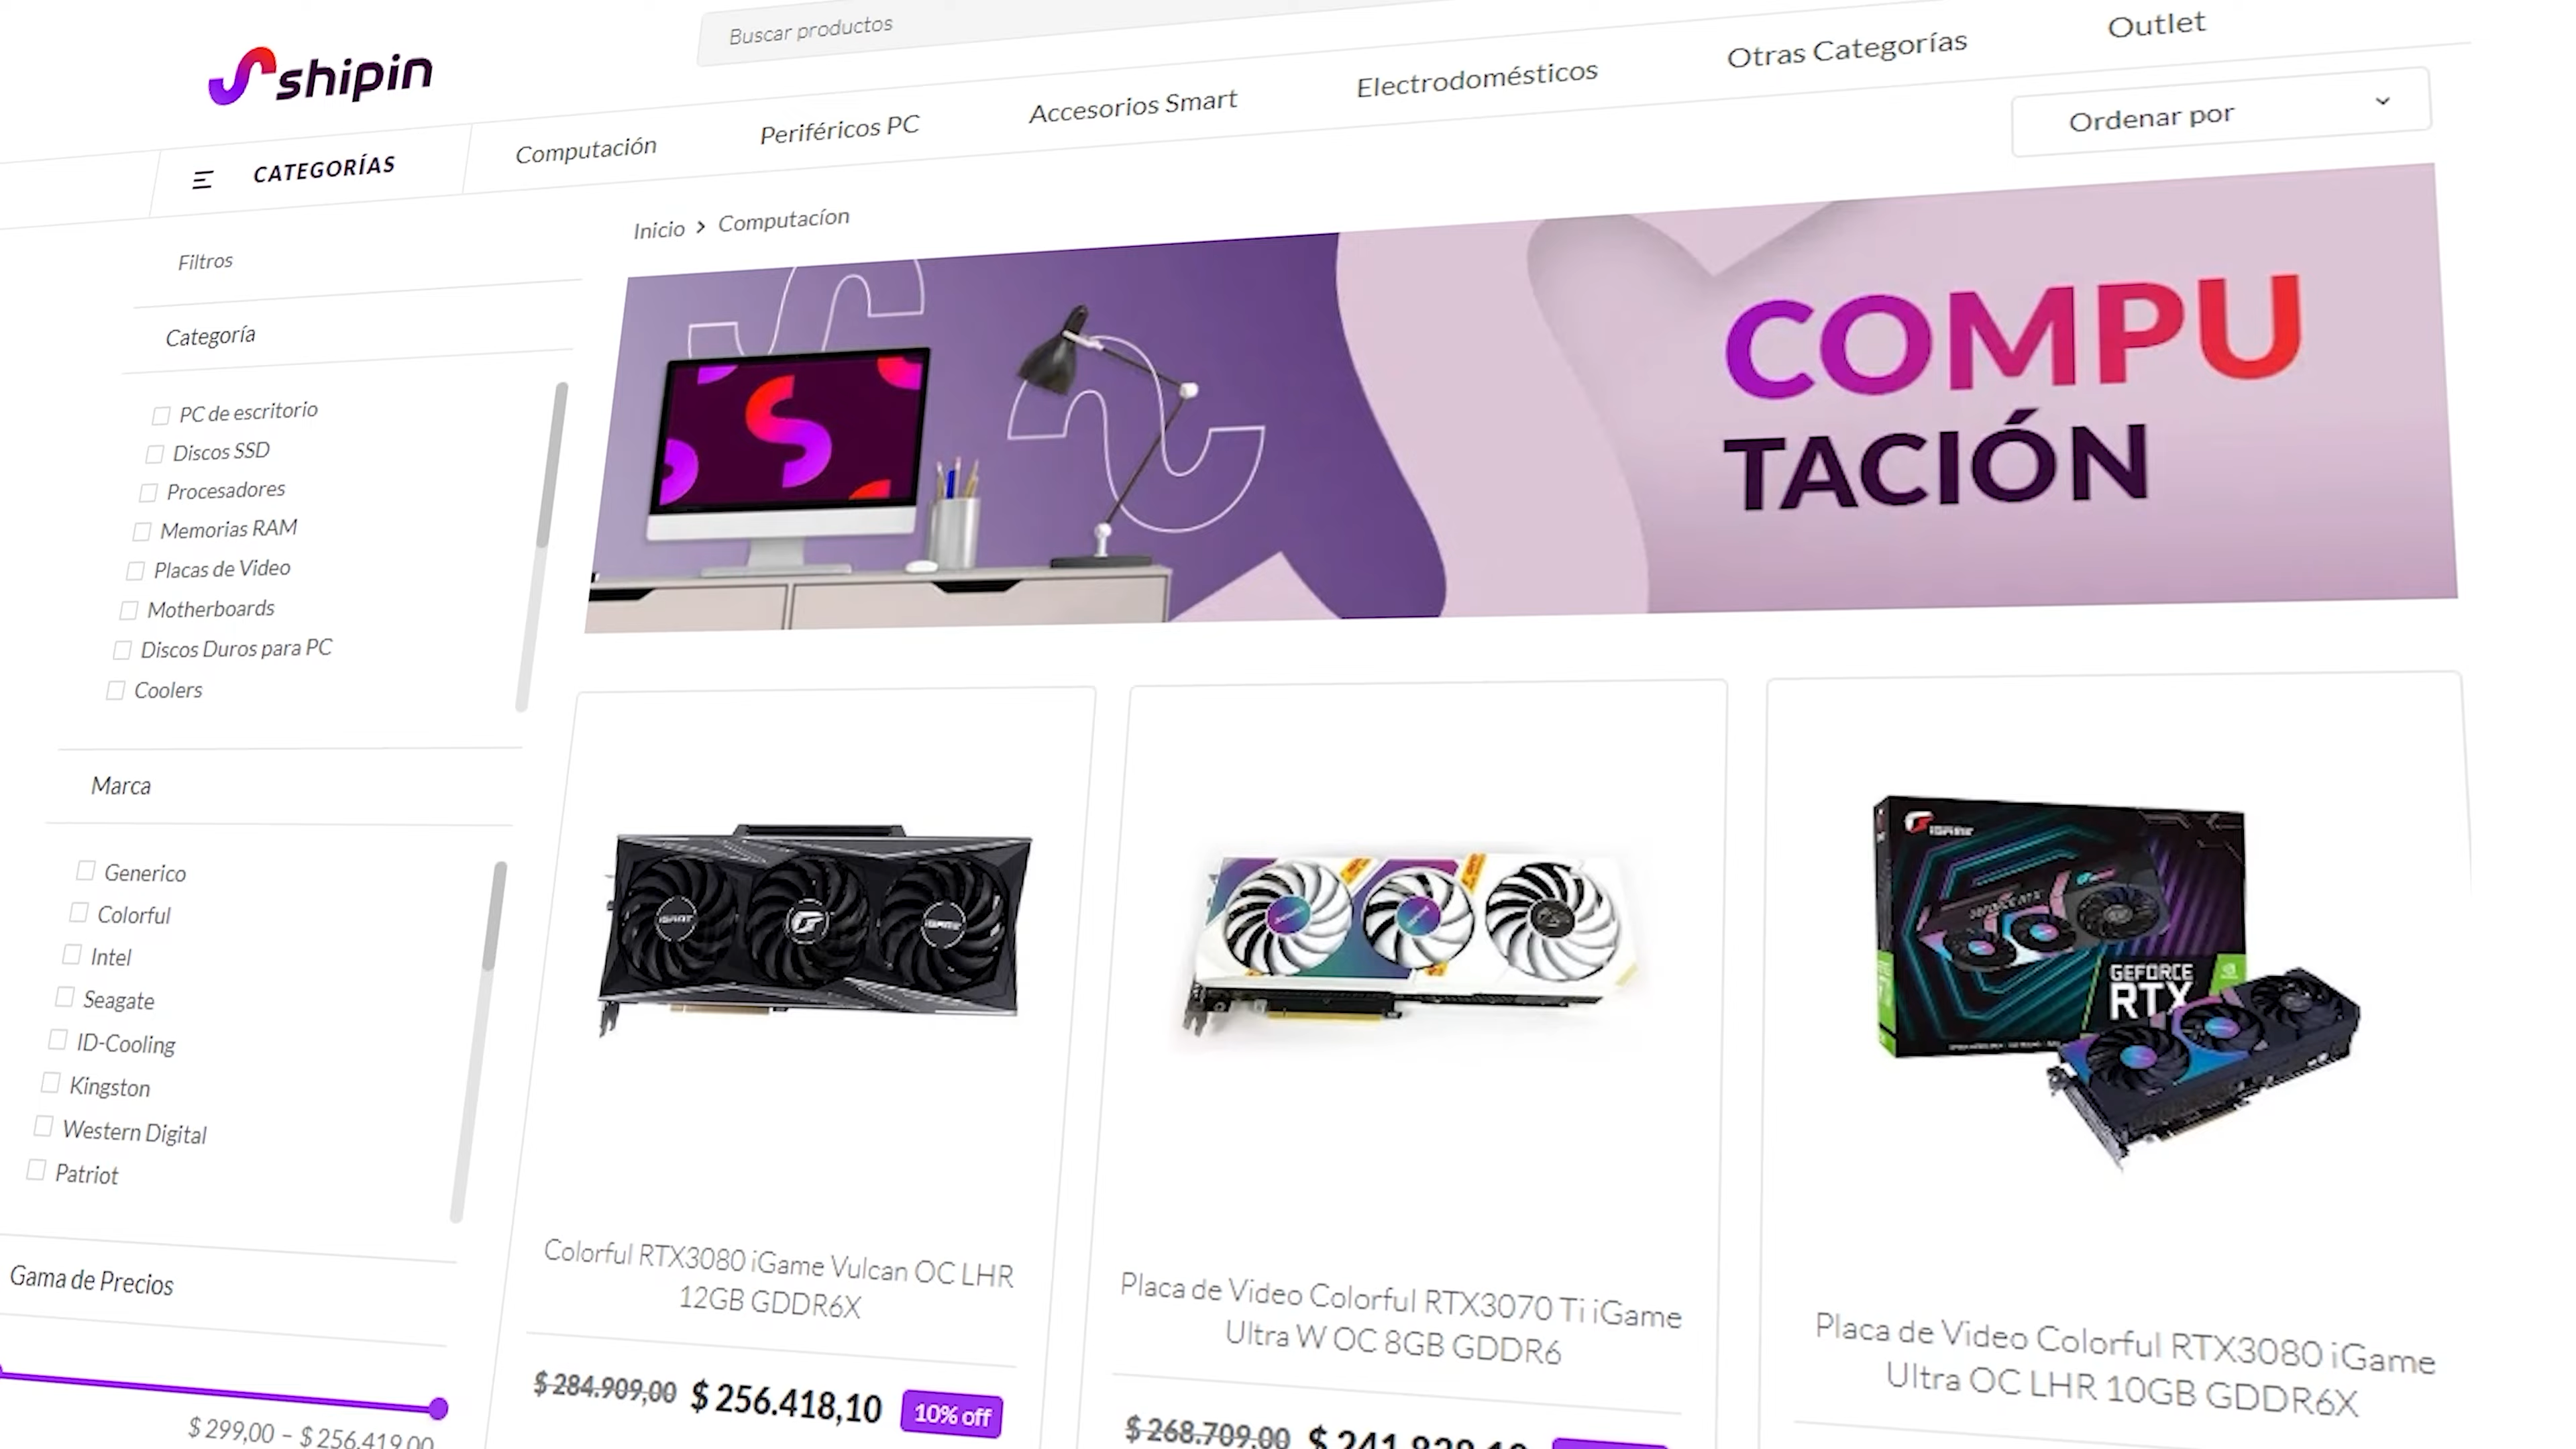 shipin
Buscar productos
CATEGORÍAS
Computación
Periféricos PC
Accesorios Smart
Electrodomésticos
Otras Categorías
Outlet
Ordenar por
Inicio > Computacíon
Filtros
Categoría
PC de escritorio
Discos SSD
Procesadores
Memorias RAM
Placas de Video
Motherboards
Discos Duros para PC
Coolers
Marca
Generico
Colorful
Intel
Seagate
ID-Cooling
Kingston
Western Digital
Patriot
Gama de Precios
$ 299,00 – $ 256.419,00
COMPU
TACIÓN
iGAME
GEFORCE
RTX
Colorful RTX3080 iGame Vulcan OC LHR
12GB GDDR6X
$ 284.909,00 $ 256.418,10 10% off
Placa de Video Colorful RTX3070 Ti iGame
Ultra W OC 8GB GDDR6
$ 268.709,00
Placa de Video Colorful RTX3080 iGame
Ultra OC LHR 10GB GDDR6X